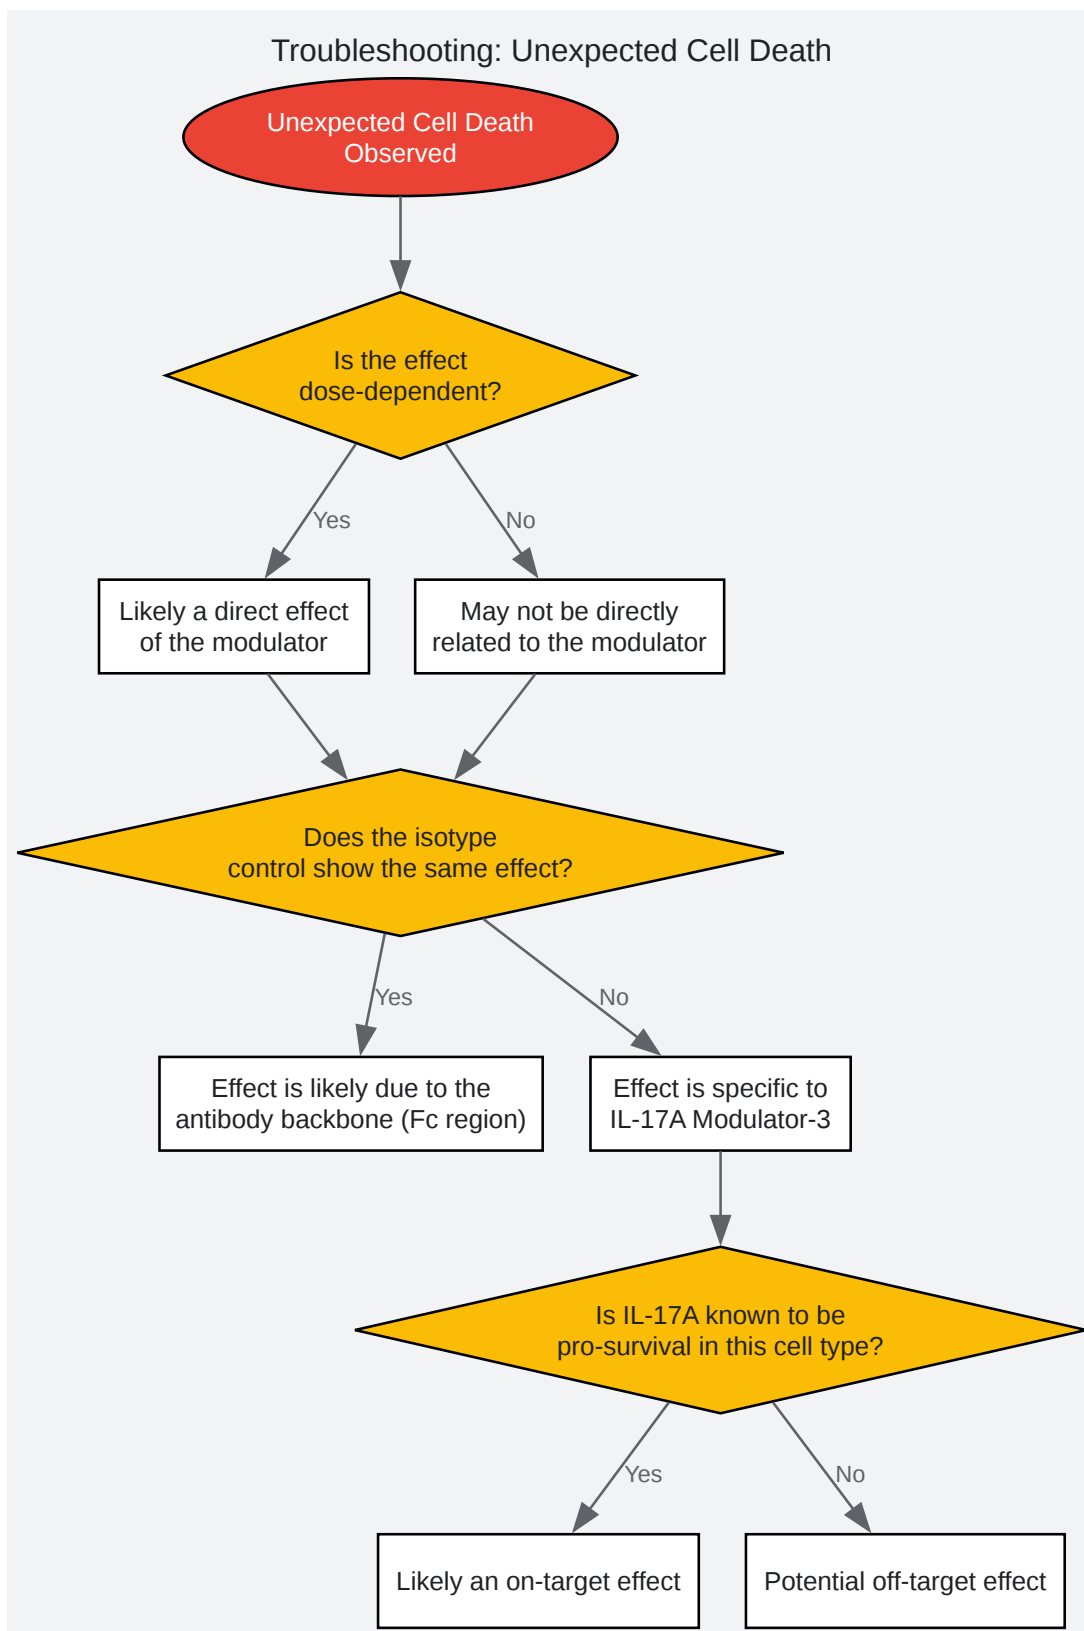 Troubleshooting: Unexpected Cell Death
Unexpected Cell Death
Observed
Is the effect
dose-dependent?
Yes
No
Likely a direct effect
of the modulator
May not be directly
related to the modulator
Does the isotype
control show the same effect?
Yes
No
Effect is likely due to the
antibody backbone (Fc region)
Effect is specific to
IL-17A Modulator-3
Is IL-17A known to be
pro-survival in this cell type?
Yes
No
Likely an on-target effect
Potential off-target effect